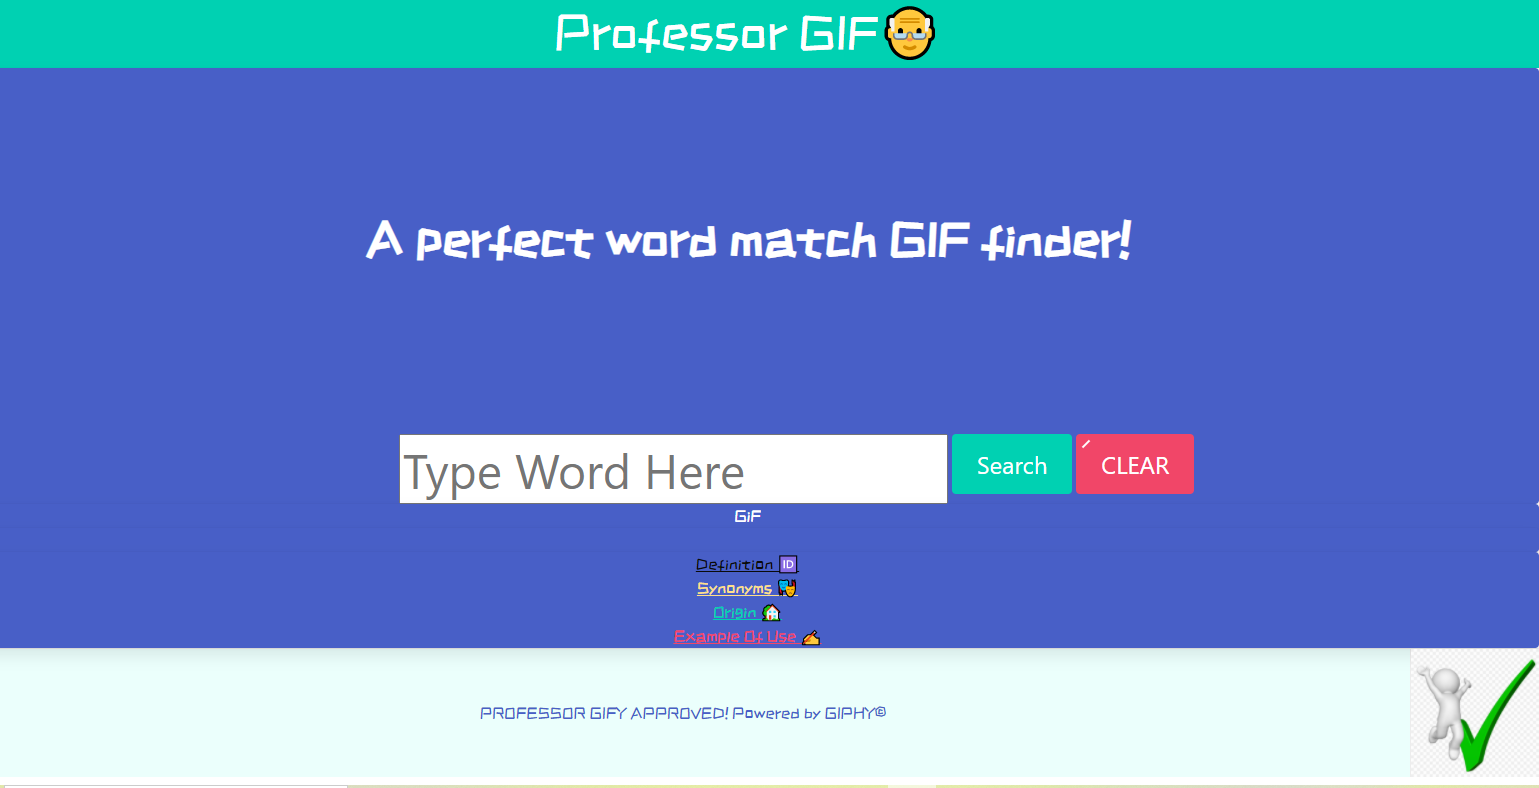 Professor GIF
A perfect word match GIF finder!
Type Word Here
Search
CLEAR
GiF
Definition 🆔
Synonyms
Origin
Example Of Use
PROFESSOR GIFY APPROVED! Powered by GIPHY©